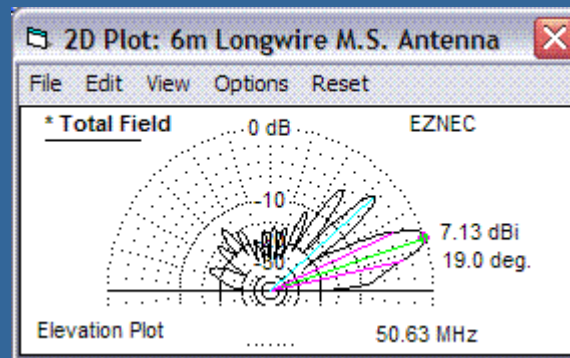 2D Plot: 6m Longwire M.S. Antenna
File Edit View Options Reset
* Total Field
0 dB
EZNEC
-10
7.13 dBi
19.0 deg.
Elevation Plot
50.63 MHz